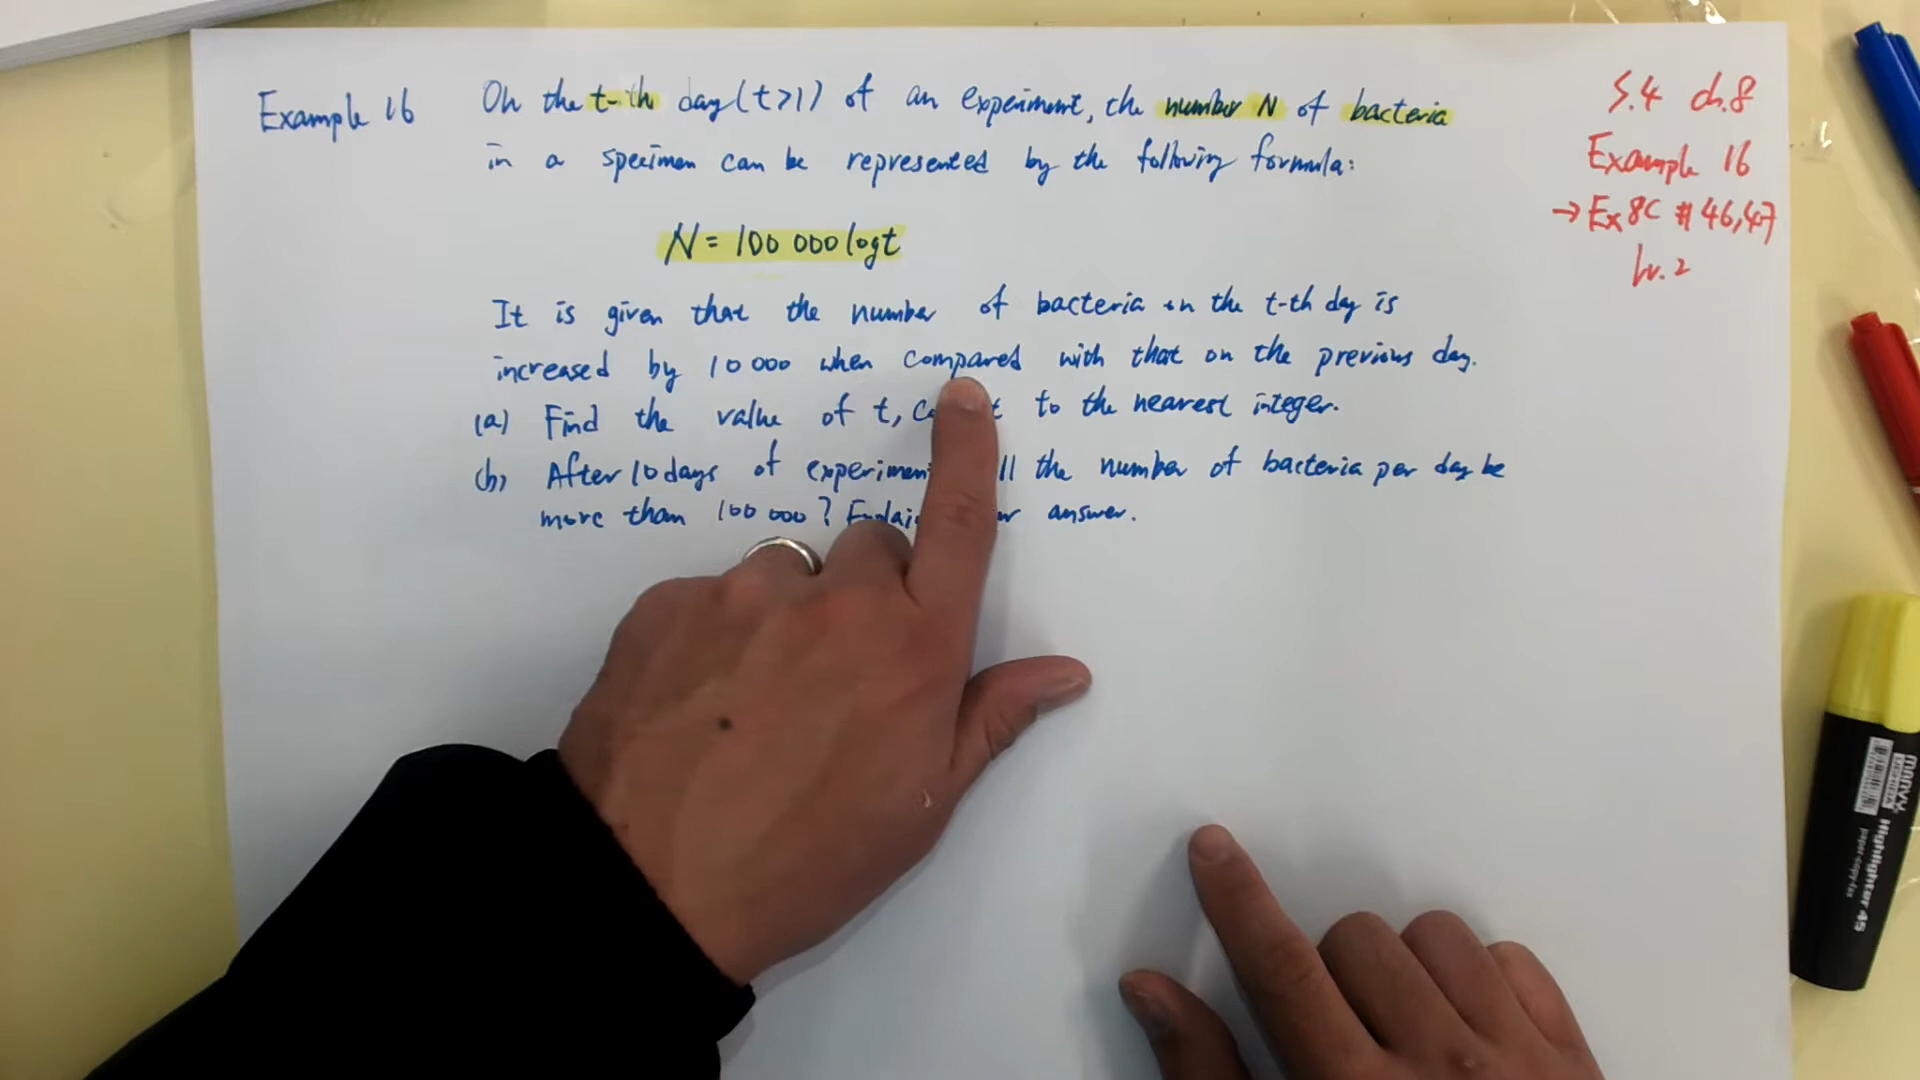 Example 16 On the t-th day (t>1) of an experiment, the number N of bacteria
in a specimen can be represented by the following formula:
N = 100 000 log t
It is given that the number of bacteria on the t-th day is
increased by 10 000 when compared with that on the previous day.
(a) Find the value of t, to the nearest integer.
(b) After 10 days of the number of bacteria per day be
more than 100 000? answer.
S.4 ch.8
Example 16
→ Ex 8C # 46,47
Lv. 2
Highlighter 45